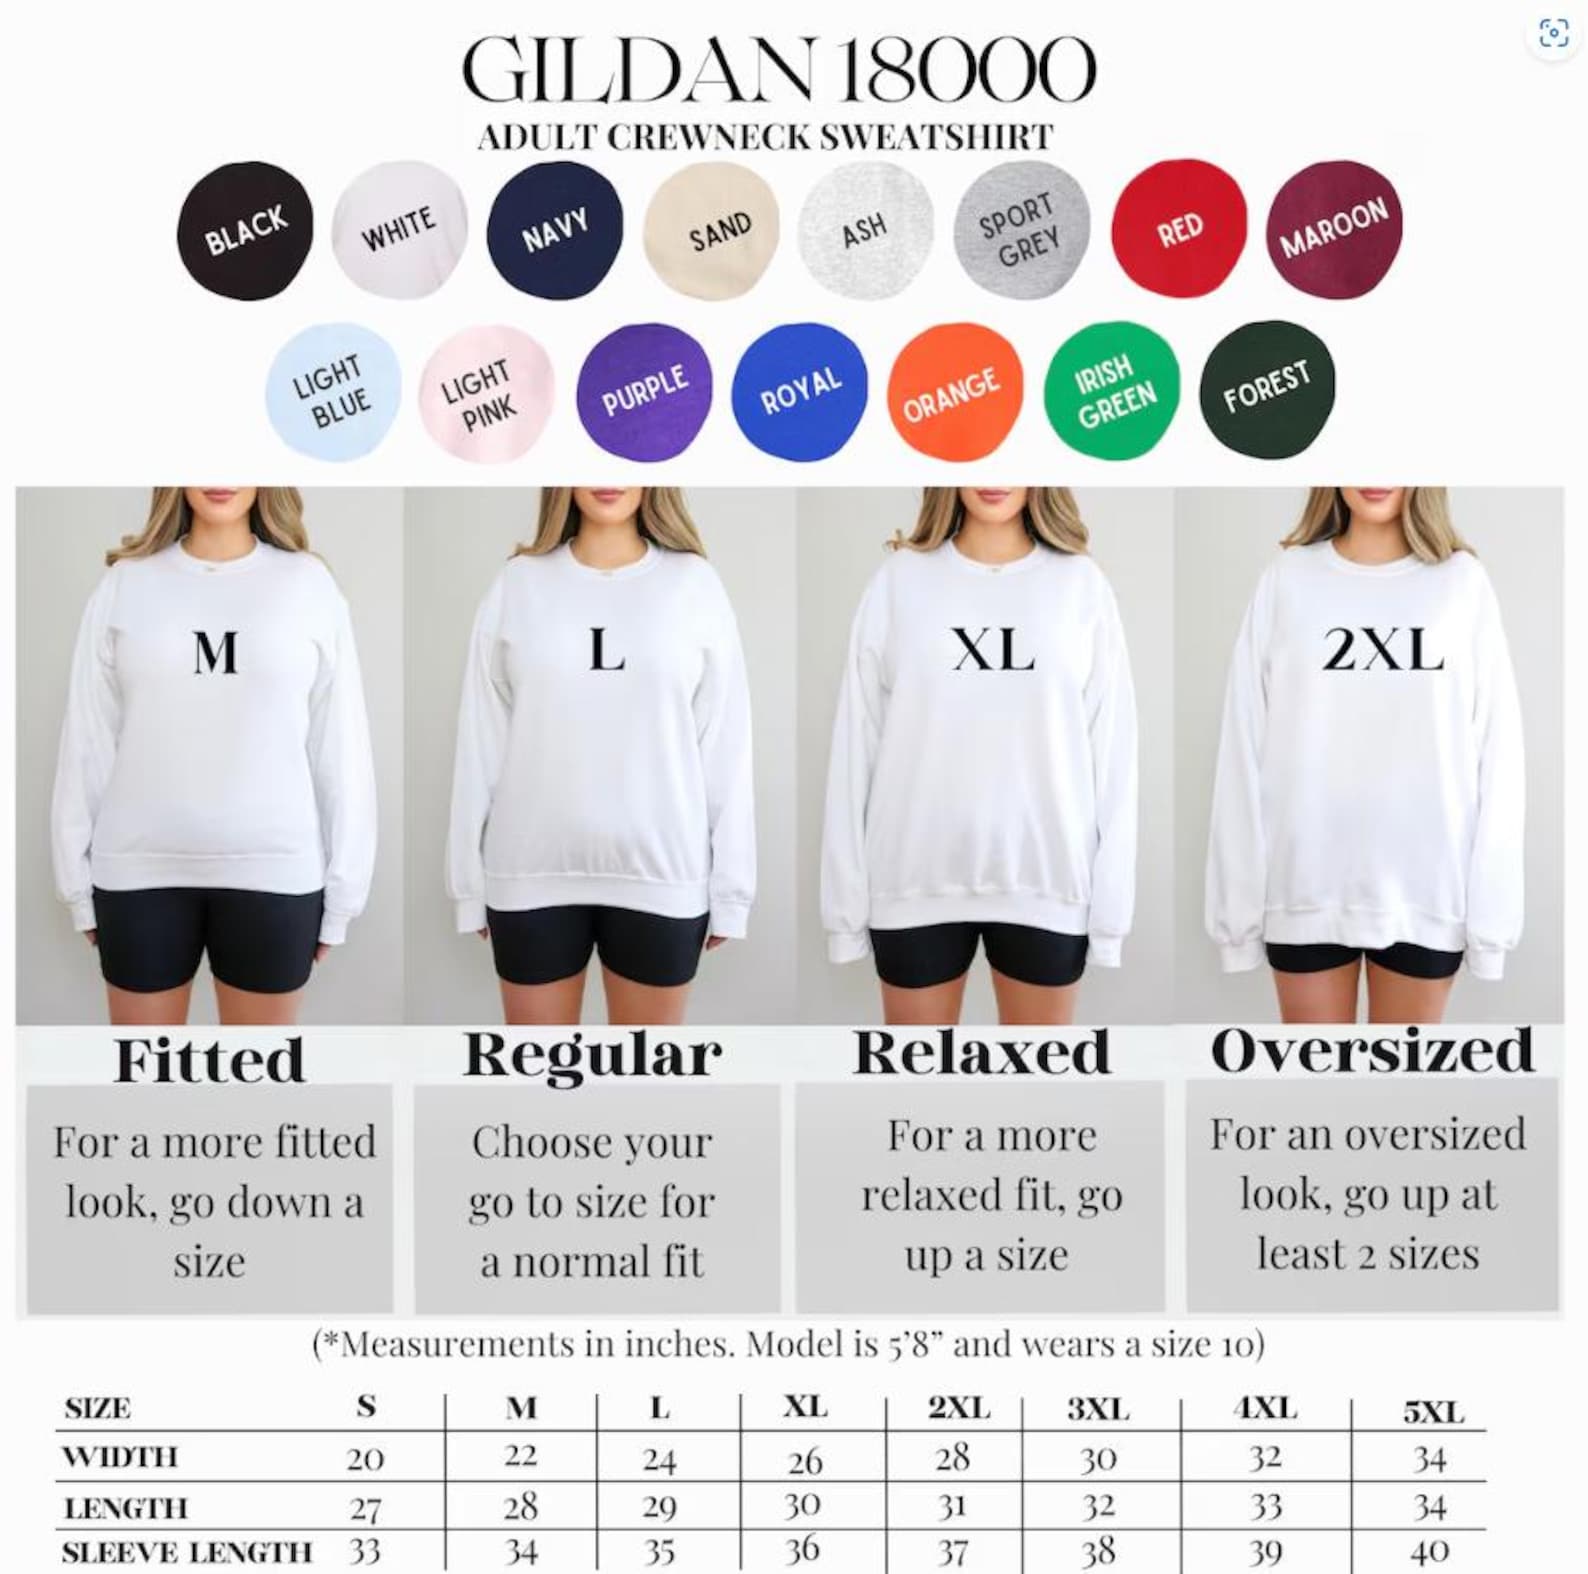 GILDAN 18000
ADULT CREWNECK SWEATSHIRT
BLACK
WHITE
NAVY
SAND
ASH
SPORT
GREY
RED
MAROON
LIGHT
BLUE
LIGHT
PINK
PURPLE
ROYAL
ORANGE
IRISH
GREEN
FOREST
M
L
XL
2XL
Fitted
Regular
Relaxed
Oversized
For a more fitted
look, go down a
size
Choose your
go to size for
a normal fit
For a more
relaxed fit, go
up a size
For an oversized
look, go up at
least 2 sizes
(*Measurements in inches. Model is 5’8” and wears a size 10)
SIZE S M L XL 2XL 3XL 4XL 5XL
WIDTH 20 22 24 26 28 30 32 34
LENGTH 27 28 29 30 31 32 33 34
SLEEVE LENGTH 33 34 35 36 37 38 39 40